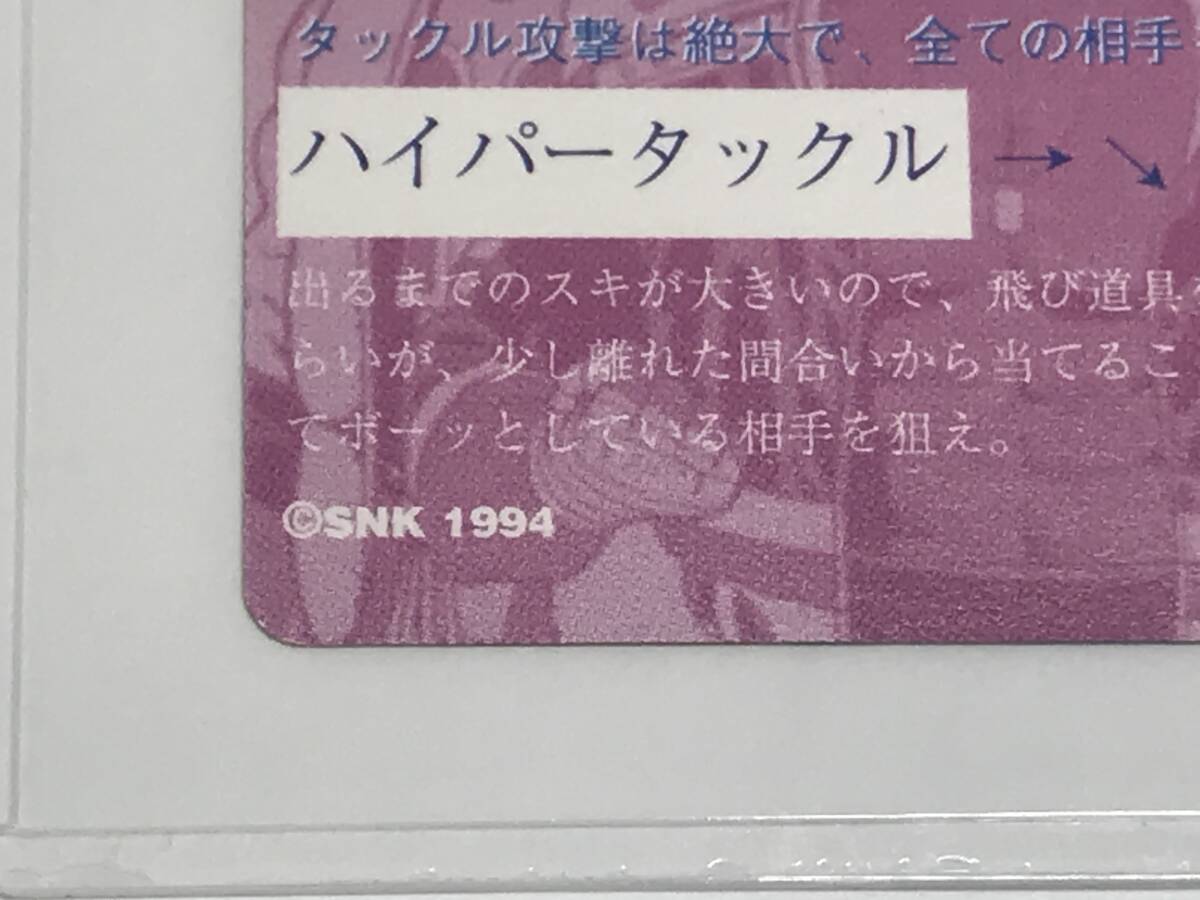 タックル攻撃は絶大で、全ての相手
ハイパータックル → ↘
出るまでのスキが大きいので、飛び道具
らいが、少し離れた間合いから当てるこ
てボーッとしている相手を狙え。
©SNK 1994